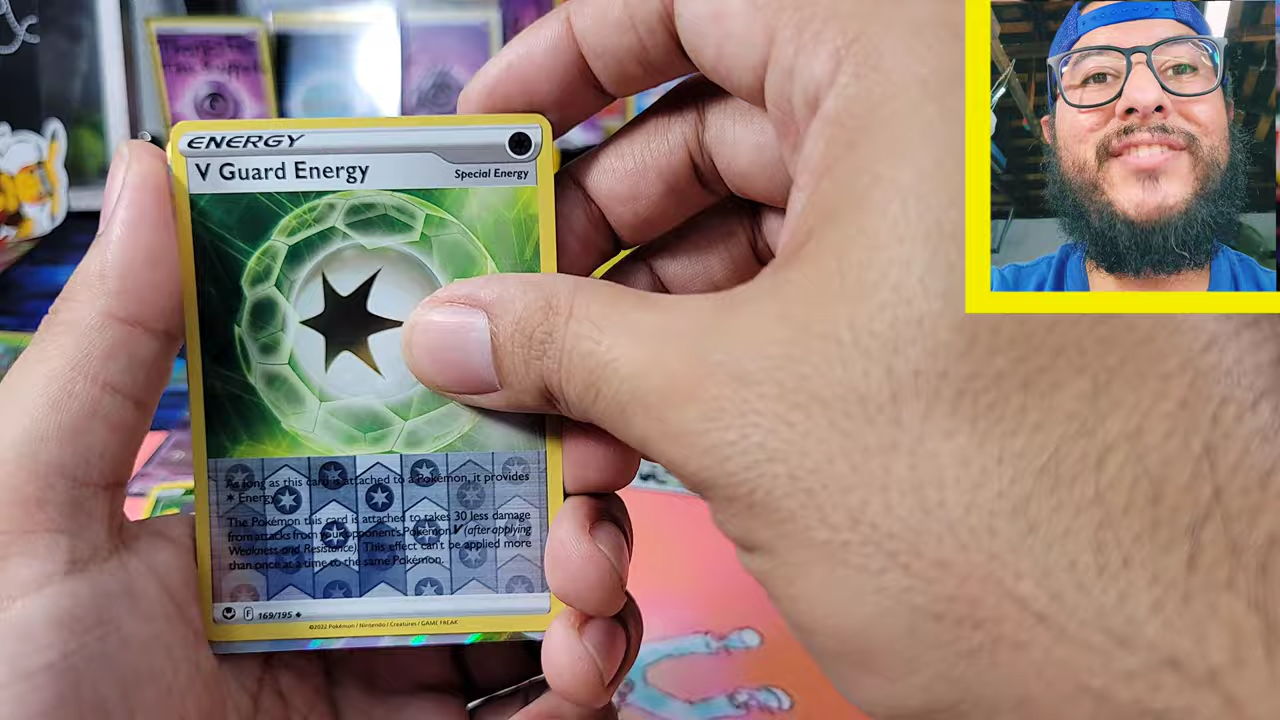 ENERGY
V Guard Energy
Special Energy
As long as this card is attached to a Pokémon, it provides
Energy.
The Pokémon this card is attached to takes 30 less damage
from attacks from your opponent's Pokémon V (after applying
Weakness and Resistance). This effect can't be applied more
than once at a time to the same Pokémon.
F 169/195
©2022 Pokémon / Nintendo / Creatures / GAME FREAK